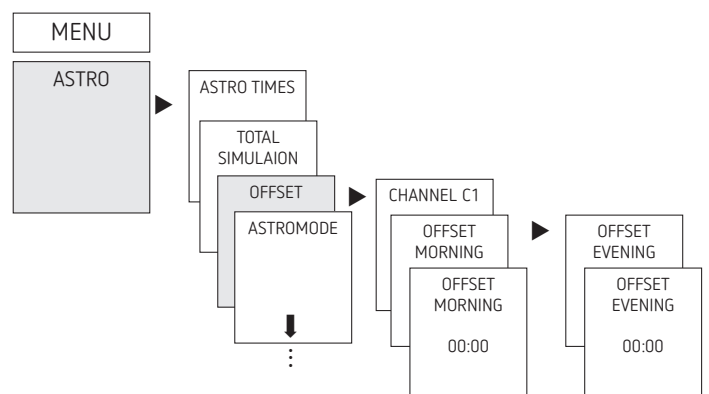 MENU
ASTRO
ASTRO TIMES
TOTAL
SIMULAION
OFFSET
ASTROMODE
CHANNEL C1
OFFSET
MORNING
OFFSET
MORNING
00:00
OFFSET
EVENING
OFFSET
EVENING
00:00